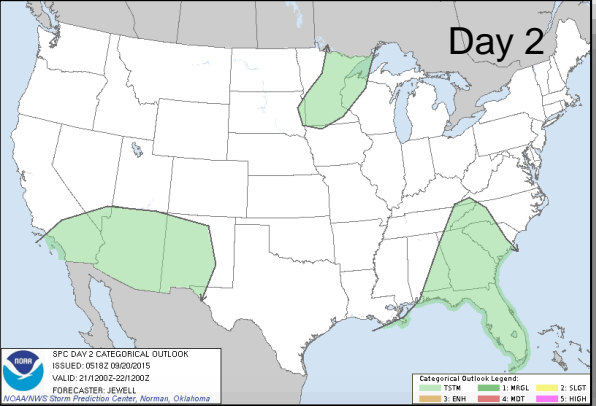 Day 2
SPC DAY 2 CATEGORICAL OUTLOOK
ISSUED: 0518Z 09/20/2015
VALID: 21/1200Z-22/1200Z
FORECASTER: JEWELL
NOAA/NWS Storm Prediction Center, Norman, Oklahoma
NOAA
Categorical Outlook Legend:
TSTM 1: MRGL 2: SLGT
3: ENH 4: MDT 5: HIGH